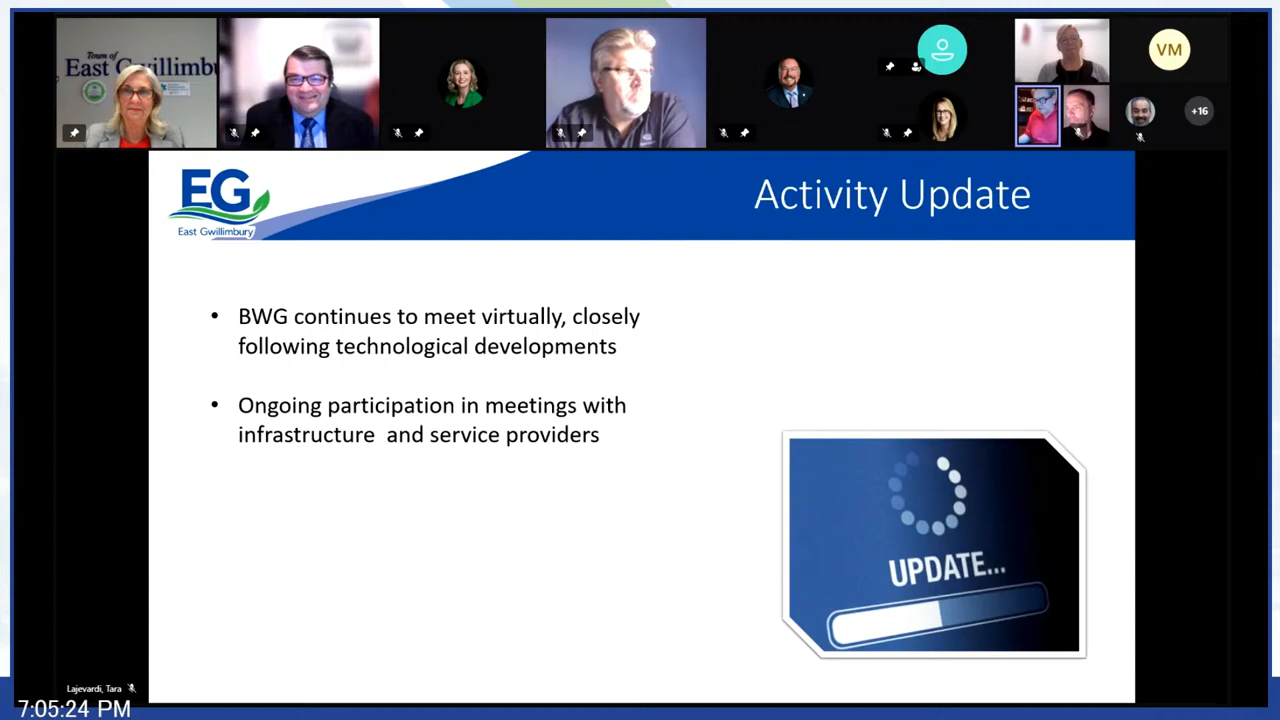 Town of
East Gwillimbu
VM
+16
EG
East Gwillimbury
Activity Update
• BWG continues to meet virtually, closely
following technological developments
• Ongoing participation in meetings with
infrastructure and service providers
UPDATE...
Lajevardi, Tara
7:05:24 PM